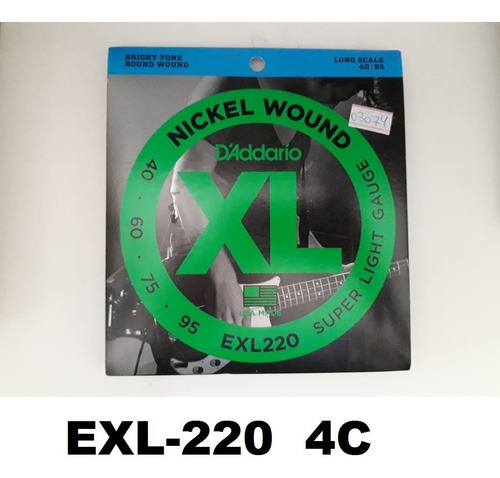 BRIGHT TONE
ROUND WOUND
LONG SCALE
40 | 95
03074
NICKEL WOUND
D'Addario
XL
40 · 60 · 75 · 95
USA MADE
EXL220
SUPER LIGHT GAUGE
EXL-220 4C